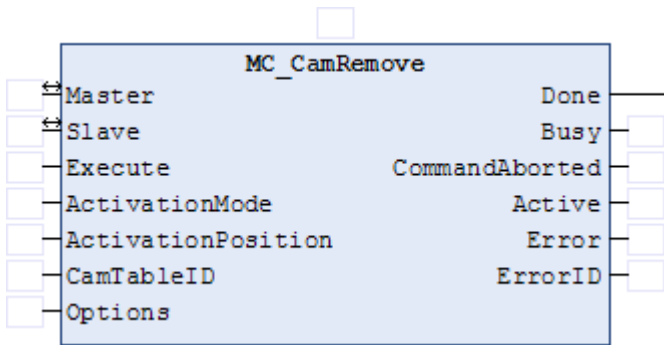 MC_CamRemove
Master Done
Slave Busy
Execute CommandAborted
ActivationMode Active
ActivationPosition Error
CamTableID ErrorID
Options